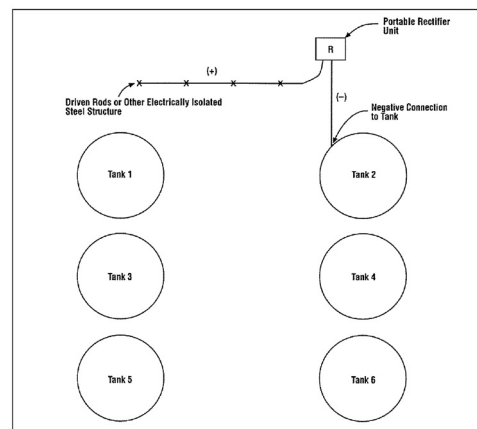 Portable Rectifier
Unit
R
(+)
(–)
Driven Rods or Other Electrically Isolated
Steel Structure
Negative Connection
to Tank
Tank 1
Tank 2
Tank 3
Tank 4
Tank 5
Tank 6